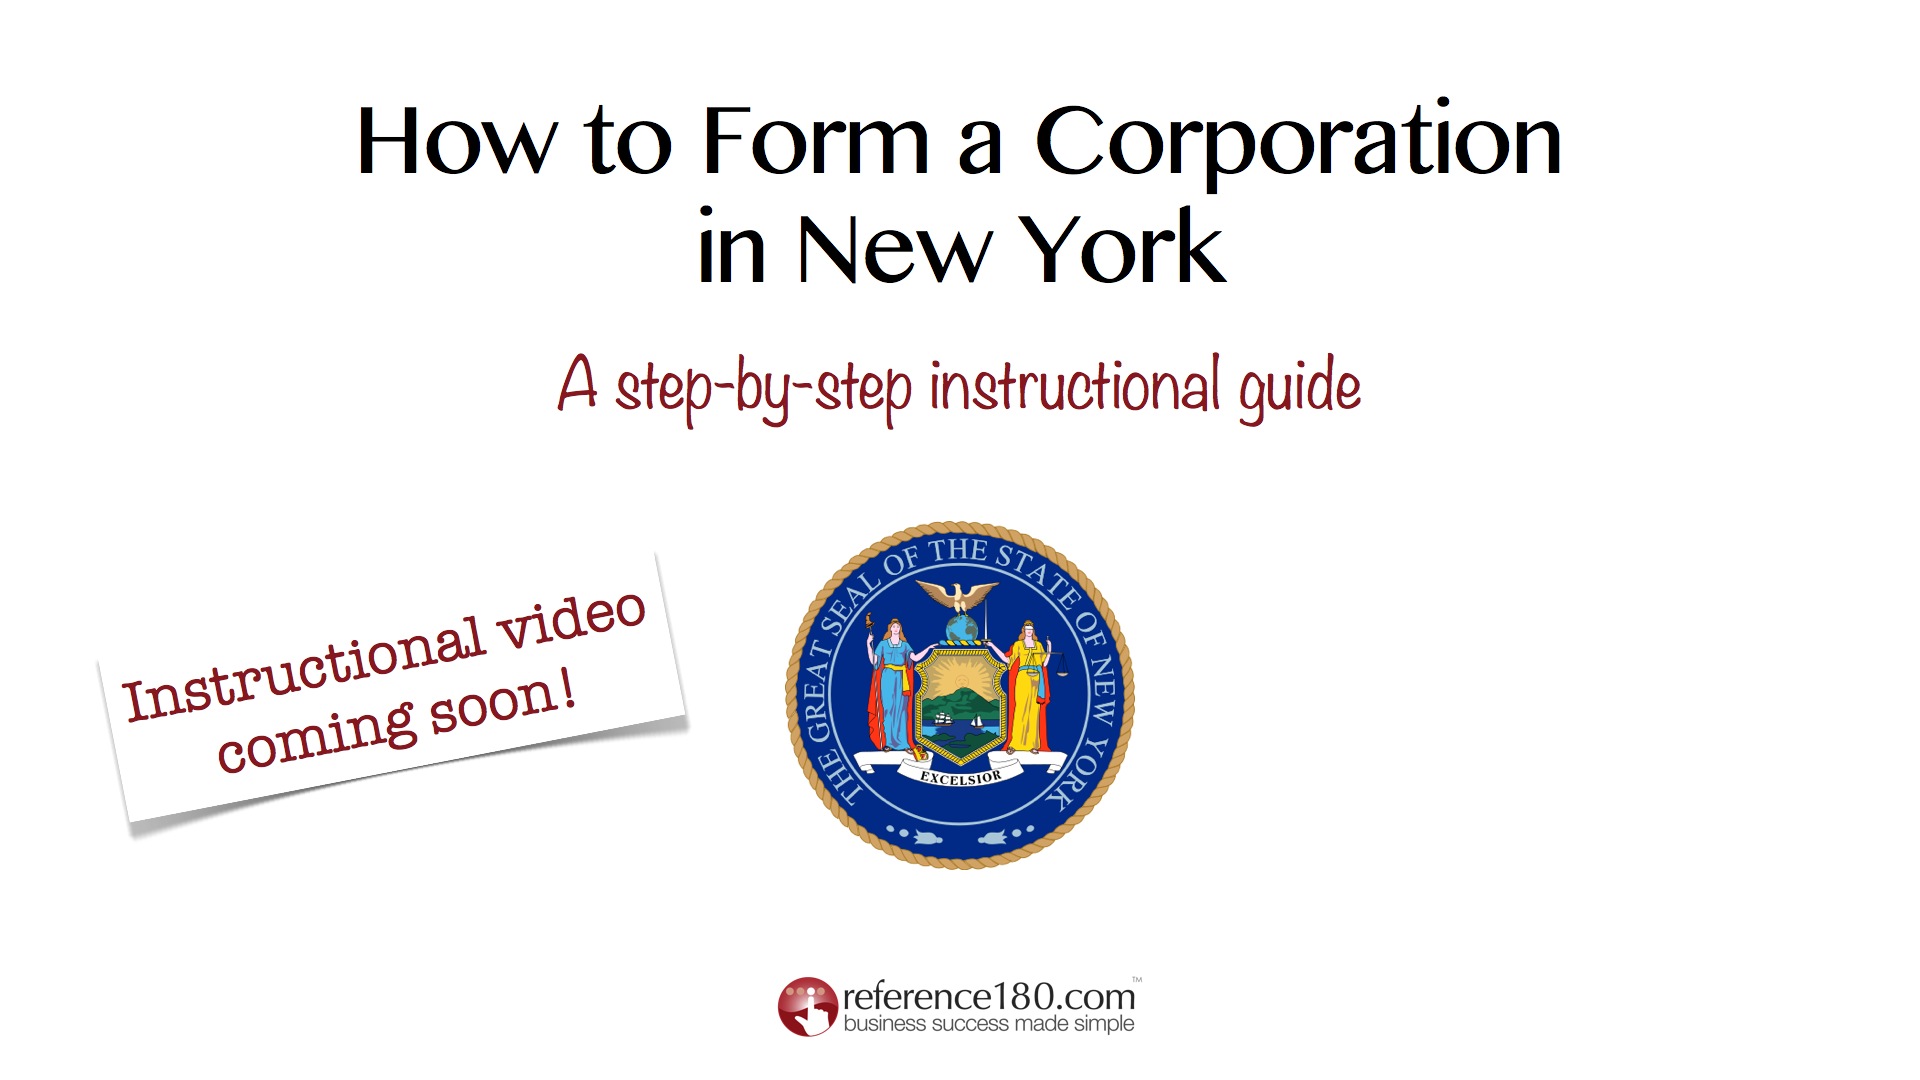 How to Form a Corporation
in New York
A step-by-step instructional guide
Instructional video
coming soon!
THE GREAT SEAL OF THE STATE OF NEW YORK
EXCELSIOR
reference180.com™
business success made simple